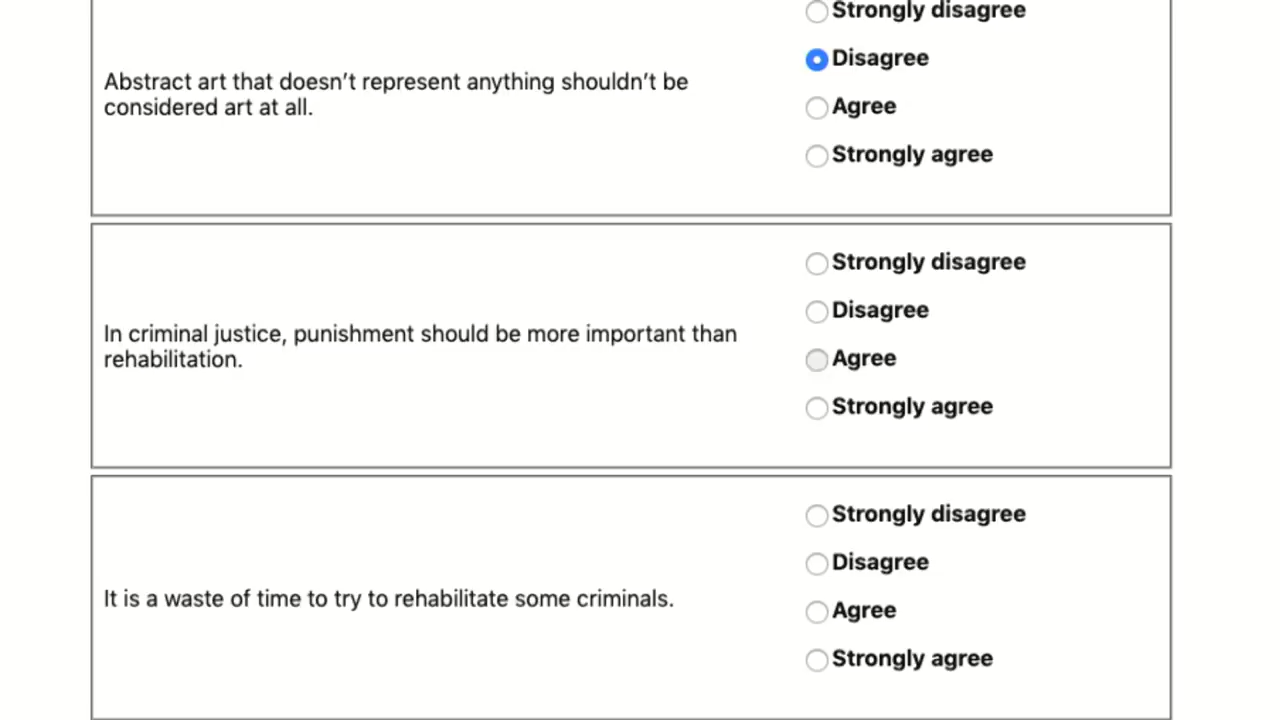 Strongly disagree
Disagree
Abstract art that doesn’t represent anything shouldn’t be
considered art at all.
Agree
Strongly agree
Strongly disagree
Disagree
In criminal justice, punishment should be more important than
rehabilitation.
Agree
Strongly agree
Strongly disagree
Disagree
It is a waste of time to try to rehabilitate some criminals.
Agree
Strongly agree